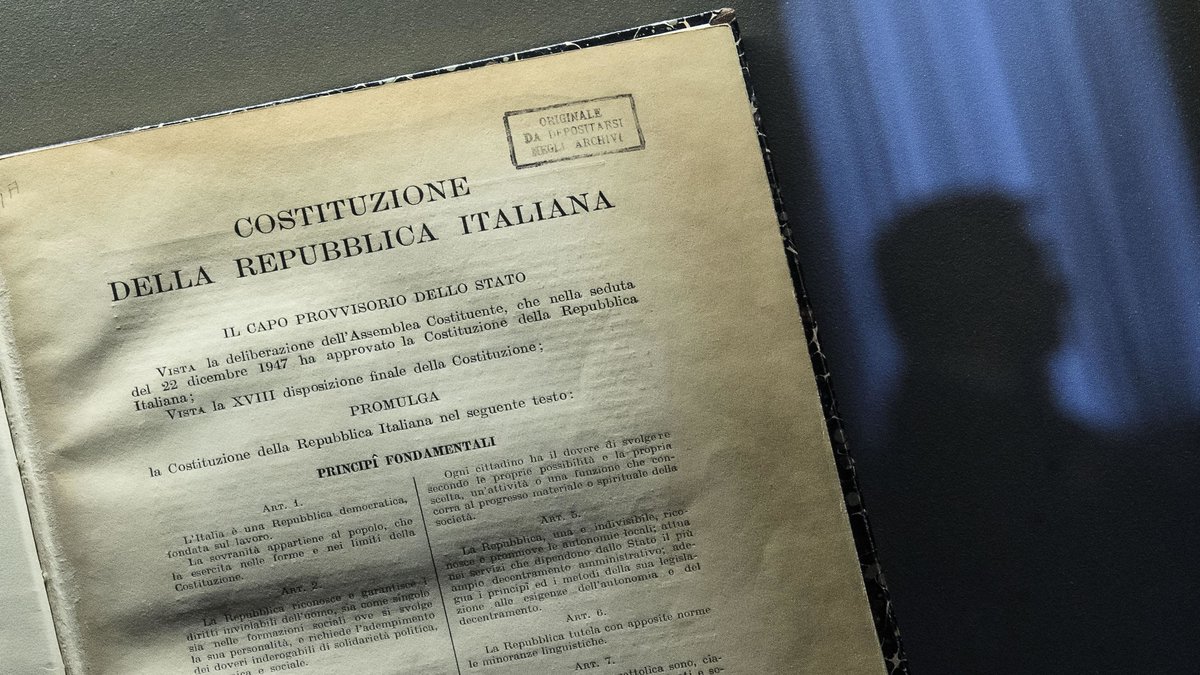 ORIGINALE
DA DEPOSITARSI
NEGLI ARCHIVI
COSTITUZIONE
DELLA REPUBBLICA ITALIANA
IL CAPO PROVVISORIO DELLO STATO
VISTA la deliberazione dell'Assemblea Costituente, che nella seduta
del 22 dicembre 1947 ha approvato la Costituzione della Repubblica
Italiana;
VISTA la XVIII disposizione finale della Costituzione;
PROMULGA
la Costituzione della Repubblica Italiana nel seguente testo:
PRINCIPÎ FONDAMENTALI
ART. 1.
L'Italia è una Repubblica democratica,
fondata sul lavoro.
La sovranità appartiene al popolo, che
la esercita nelle forme e nei limiti della
Costituzione.
ART. 2.
La Repubblica riconosce e garantisce i
diritti inviolabili dell'uomo, sia come singolo
sia nelle formazioni sociali ove si svolge
la sua personalità, e richiede l'adempimento
dei doveri inderogabili di solidarietà politica,
e sociale.
Ogni cittadino ha il dovere di svolgere
secondo le proprie possibilità e la propria
scelta, un'attività o una funzione che con-
corra al progresso materiale o spirituale della
società.
ART. 5.
La Repubblica, una e indivisibile, rico-
nosce e promuove le autonomie locali; attua
nei servizi che dipendono dallo Stato il più
ampio decentramento amministrativo; ade-
gua i principî ed i metodi della sua legisla-
zione alle esigenze dell'autonomia e del
decentramento.
ART. 6.
La Repubblica tutela con apposite norme
le minoranze linguistiche.
ART. 7.
cattolica sono, cia-